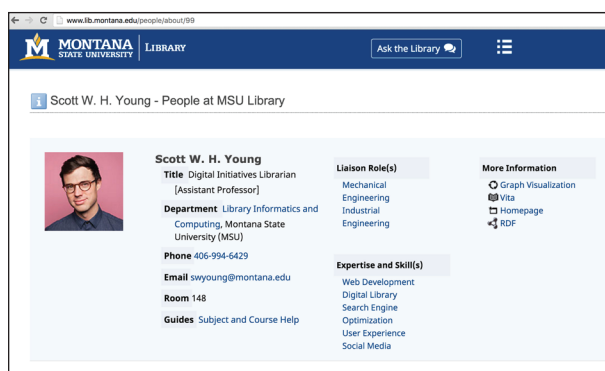 www.lib.montana.edu/people/about/99
MONTANA
STATE UNIVERSITY
LIBRARY
Ask the Library
Scott W. H. Young - People at MSU Library
Scott W. H. Young
Title Digital Initiatives Librarian
[Assistant Professor]
Department Library Informatics and
Computing, Montana State
University (MSU)
Phone 406-994-6429
Email swyoung@montana.edu
Room 148
Guides Subject and Course Help
Liaison Role(s)
Mechanical
Engineering
Industrial
Engineering
Expertise and Skill(s)
Web Development
Digital Library
Search Engine
Optimization
User Experience
Social Media
More Information
Graph Visualization
Vita
Homepage
RDF